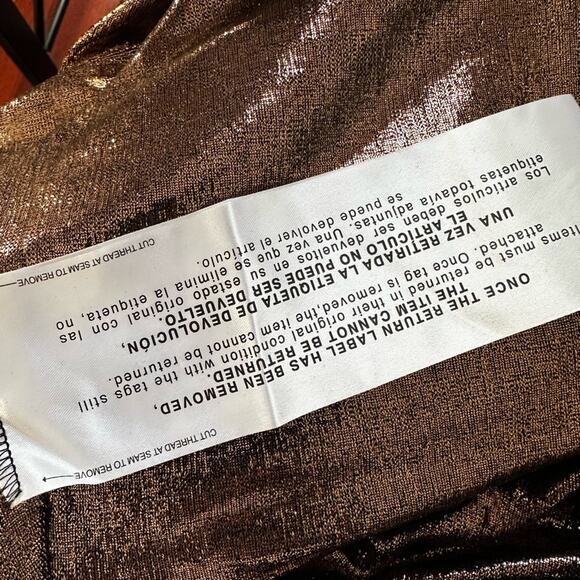 ONCE THE RETURN LABEL HAS BEEN REMOVED,
THE ITEM CANNOT BE RETURNED.
Items must be returned in their original condition with the tags still
attached. Once tag is removed,the item cannot be returned.
UNA VEZ RETIRADA LA ETIQUETA DE DEVOLUCIÓN,
EL ARTICULO NO PUEDE SER DEVUELTO.
Los articulos deben ser devueltos en su estado original con las
etiquetas todavía adjuntas. Una vez que se elimina la etiqueta, no
se puede devolver el artículo.
CUT THREAD AT SEAM TO REMOVE
CUT THREAD AT SEAM TO REMOVE